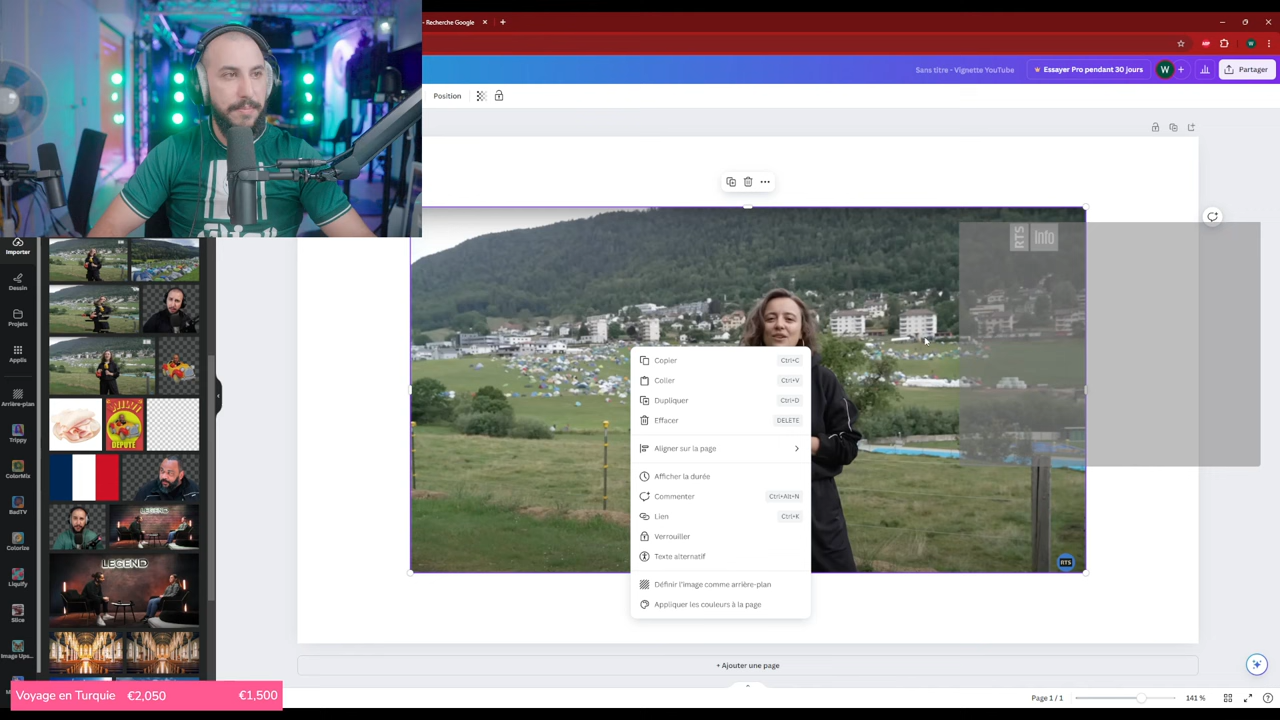 - Recherche Google
Sans titre - Vignette YouTube
Essayer Pro pendant 30 jours
W
Partager
Position
Importer
Dessin
Projets
Applis
Arrière-plan
Trippy
ColorMix
BadTV
Colorize
Liquify
Slice
Image Ups...
DÉPOTÉ
LEGEND
LEGEND
RTS Info
RTS
Copier Ctrl+C
Coller Ctrl+V
Dupliquer Ctrl+D
Effacer DELETE
Aligner sur la page
Afficher la durée
Commenter Ctrl+Alt+N
Lien Ctrl+K
Verrouiller
Texte alternatif
Définir l'image comme arrière-plan
Appliquer les couleurs à la page
+ Ajouter une page
Voyage en Turquie €2,050 €1,500
Page 1 / 1
141 %